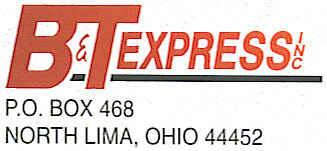 B&T EXPRESS INC
P.O. BOX 468
NORTH LIMA, OHIO 44452